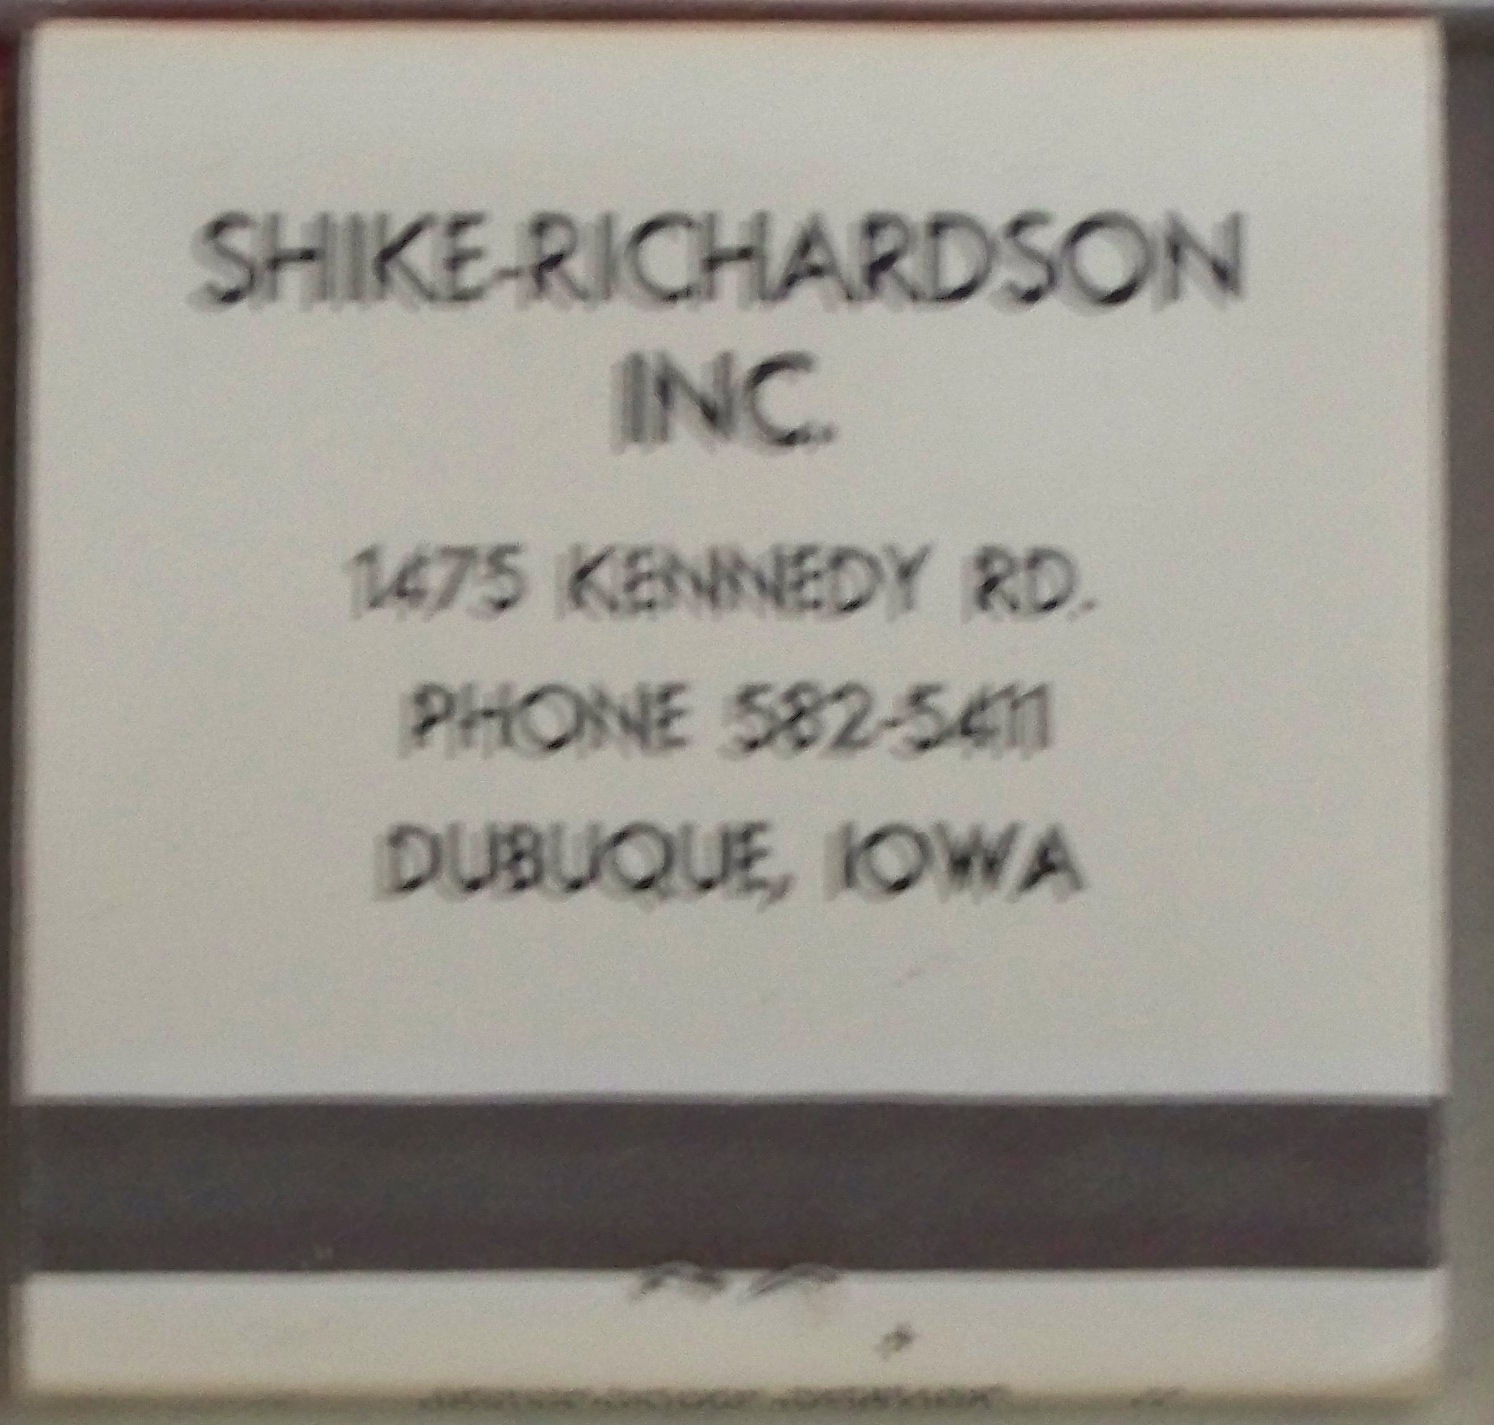 SHIKE-RICHARDSON
INC.
1475 KENNEDY RD.
PHONE 582-5411
DUBUQUE, IOWA